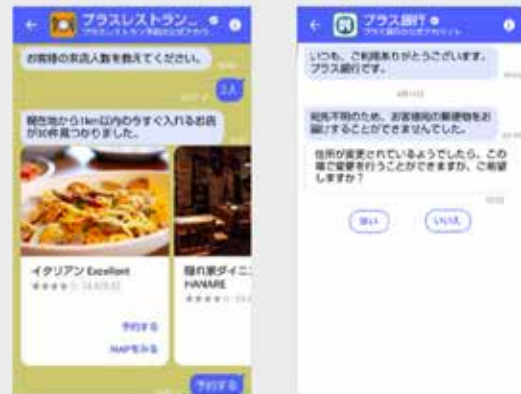 プラスレストラン...
お客様の来店人数を教えてください。
2人
現在地から1km以内の今すぐ入れるお店
が30件見つかりました。
イタリアン Excellent
隠れ家ダイニ
HANARE
予約する
MAPをみる
予約する
プラス銀行
いつも、ご利用ありがとうございます。
プラス銀行です。
宛先不明のため、お客様宛の郵便物をお
届けすることができませんでした。
住所が変更されているようでしたら、この
場で変更を行うことができますが、ご希望
しますか？
はい
いいえ